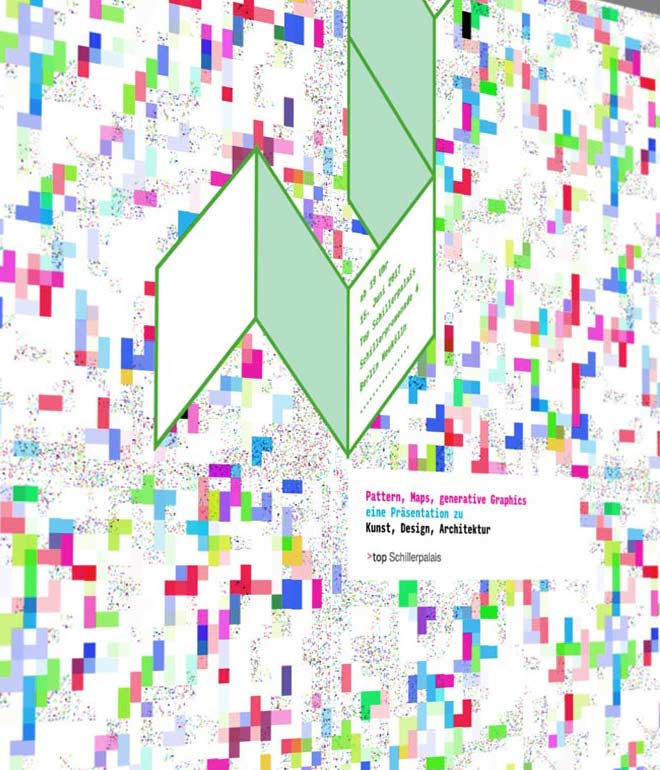 ab 19 Uhr
15. Juni 2017
Top Schillerpalais
Schillerpromenade 4
Berlin Neukölln
Pattern, Maps, generative Graphics
eine Präsentation zu
Kunst, Design, Architektur
>top Schillerpalais